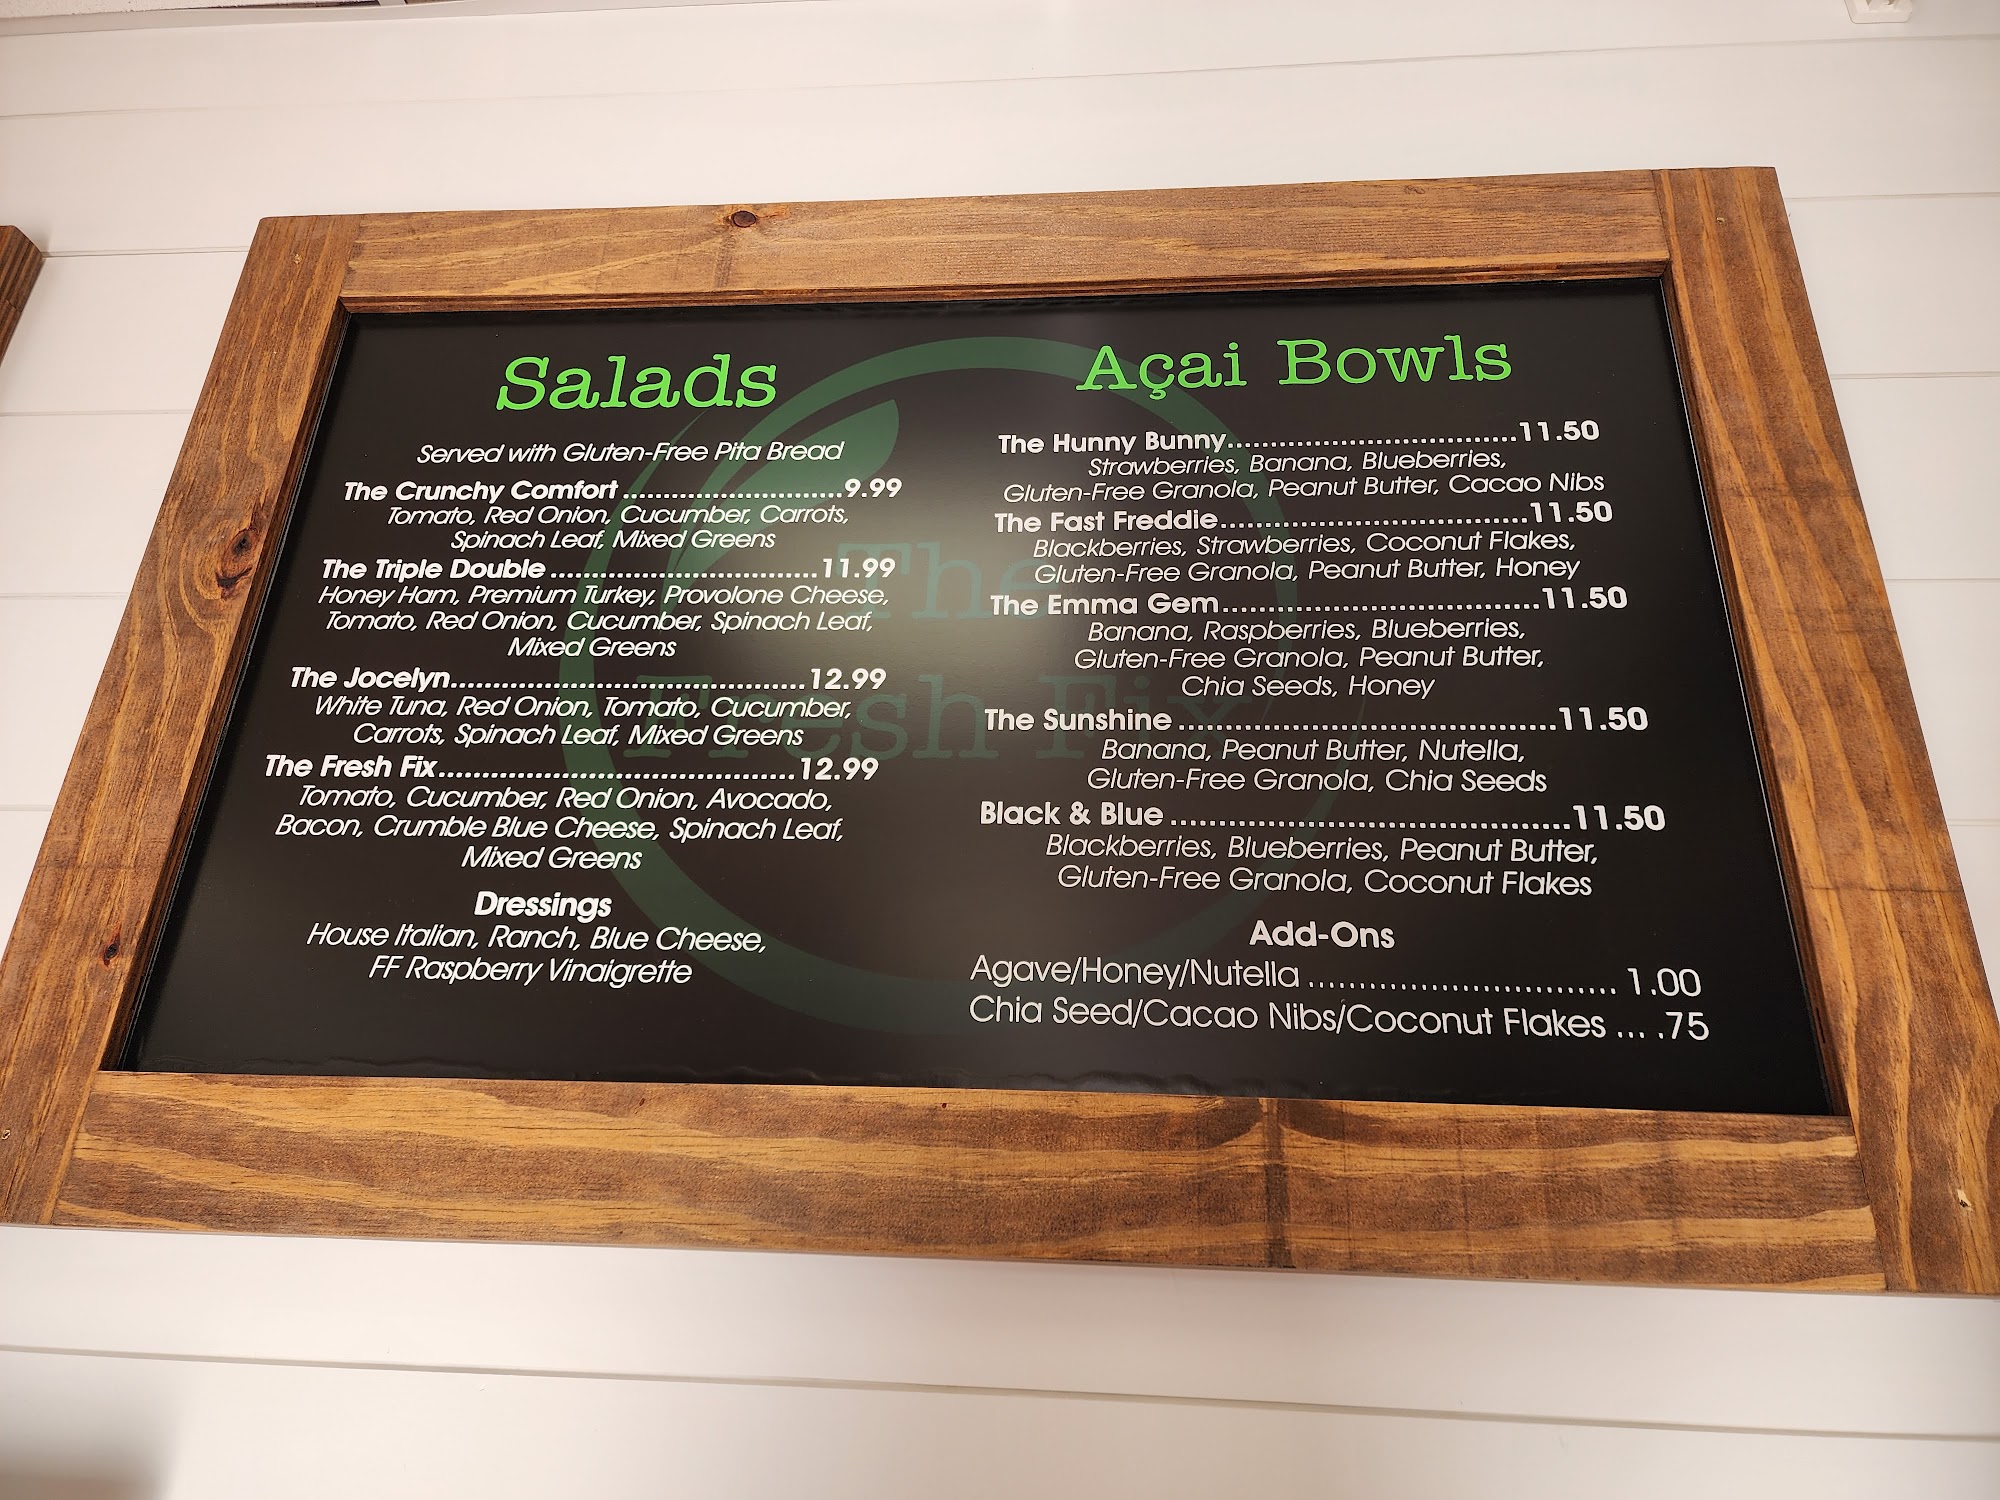 Salads
Served with Gluten-Free Pita Bread
The Crunchy Comfort ...........................9.99
Tomato, Red Onion, Cucumber, Carrots,
Spinach Leaf, Mixed Greens
The Triple Double .................................11.99
Honey Ham, Premium Turkey, Provolone Cheese,
Tomato, Red Onion, Cucumber, Spinach Leaf,
Mixed Greens
The Jocelyn..........................................12.99
White Tuna, Red Onion, Tomato, Cucumber,
Carrots, Spinach Leaf, Mixed Greens
The Fresh Fix.........................................12.99
Tomato, Cucumber, Red Onion, Avocado,
Bacon, Crumble Blue Cheese, Spinach Leaf,
Mixed Greens
Dressings
House Italian, Ranch, Blue Cheese,
FF Raspberry Vinaigrette
Açai Bowls
The Hunny Bunny..................................11.50
Strawberries, Banana, Blueberries,
Gluten-Free Granola, Peanut Butter, Cacao Nibs
The Fast Freddie....................................11.50
Blackberries, Strawberries, Coconut Flakes,
Gluten-Free Granola, Peanut Butter, Honey
The Emma Gem.....................................11.50
Banana, Raspberries, Blueberries,
Gluten-Free Granola, Peanut Butter,
Chia Seeds, Honey
The Sunshine ..........................................11.50
Banana, Peanut Butter, Nutella,
Gluten-Free Granola, Chia Seeds
Black & Blue ...........................................11.50
Blackberries, Blueberries, Peanut Butter,
Gluten-Free Granola, Coconut Flakes
Add-Ons
Agave/Honey/Nutella ............................... 1.00
Chia Seed/Cacao Nibs/Coconut Flakes ... .75
The
Fresh Fix